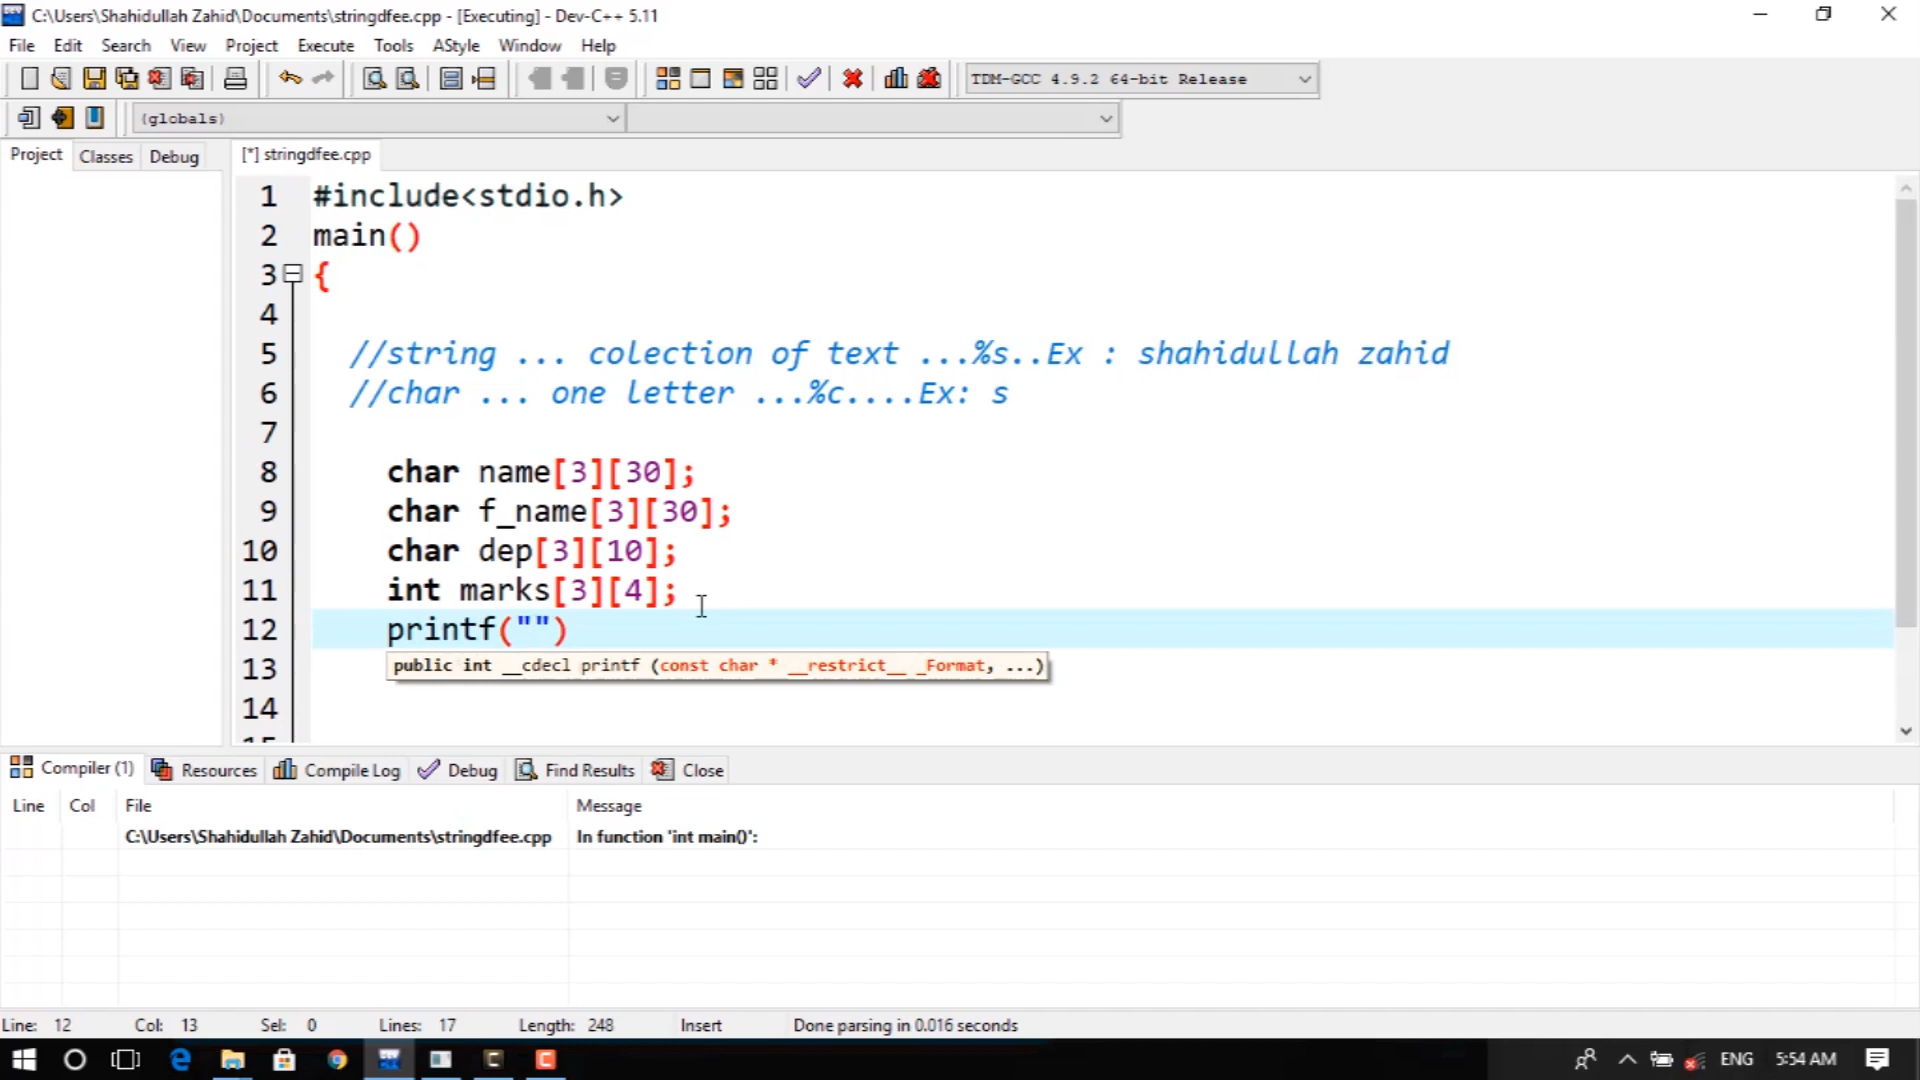 C:\Users\Shahidullah Zahid\Documents\stringdfee.cpp - [Executing] - Dev-C++ 5.11
File Edit Search View Project Execute Tools AStyle Window Help
TDM-GCC 4.9.2 64-bit Release
(globals)
Project Classes Debug
[*] stringdfee.cpp
1 #include<stdio.h>
2 main()
3 {
4
5 //string ... colection of text ...%s..Ex : shahidullah zahid
6 //char ... one letter ...%c....Ex: s
7
8 char name[3][30];
9 char f_name[3][30];
10 char dep[3][10];
11 int marks[3][4];
12 printf("")
public int __cdecl printf (const char * __restrict__ _Format, ...)
13
14
15
Compiler (1) Resources Compile Log Debug Find Results Close
Line Col File Message
C:\Users\Shahidullah Zahid\Documents\stringdfee.cpp In function 'int main()':
Line: 12 Col: 13 Sel: 0 Lines: 17 Length: 248 Insert Done parsing in 0.016 seconds
ENG 5:54 AM